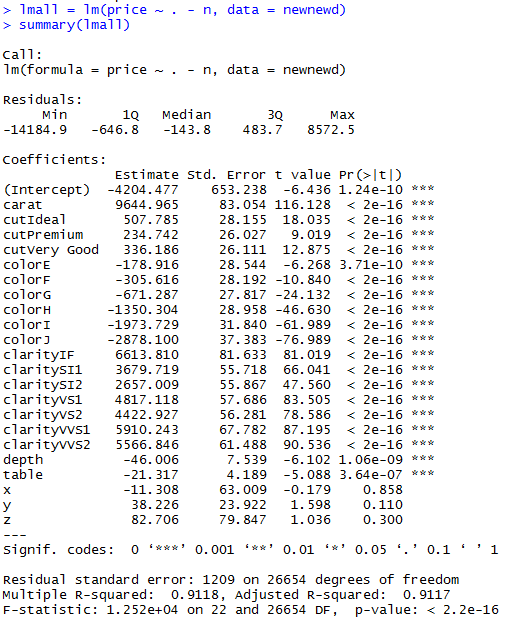 > lmall = lm(price ~ . - n, data = newnewd)
> summary(lmall)
Call:
lm(formula = price ~ . - n, data = newnewd)
Residuals:
Min 1Q Median 3Q Max
-14184.9 -646.8 -143.8 483.7 8572.5
Coefficients:
Estimate Std. Error t value Pr(>|t|)
(Intercept) -4204.477 653.238 -6.436 1.24e-10 ***
carat 9644.965 83.054 116.128 < 2e-16 ***
cutIdeal 507.785 28.155 18.035 < 2e-16 ***
cutPremium 234.742 26.027 9.019 < 2e-16 ***
cutVery Good 336.186 26.111 12.875 < 2e-16 ***
colorE -178.916 28.544 -6.268 3.71e-10 ***
colorF -305.616 28.192 -10.840 < 2e-16 ***
colorG -671.287 27.817 -24.132 < 2e-16 ***
colorH -1350.304 28.958 -46.630 < 2e-16 ***
colorI -1973.729 31.840 -61.989 < 2e-16 ***
colorJ -2878.100 37.383 -76.989 < 2e-16 ***
clarityIF 6613.810 81.633 81.019 < 2e-16 ***
claritySI1 3679.719 55.718 66.041 < 2e-16 ***
claritySI2 2657.009 55.867 47.560 < 2e-16 ***
clarityVS1 4817.118 57.686 83.505 < 2e-16 ***
clarityVS2 4422.927 56.281 78.586 < 2e-16 ***
clarityVVS1 5910.243 67.782 87.195 < 2e-16 ***
clarityVVS2 5566.846 61.488 90.536 < 2e-16 ***
depth -46.006 7.539 -6.102 1.06e-09 ***
table -21.317 4.189 -5.088 3.64e-07 ***
x -11.308 63.009 -0.179 0.858
y 38.226 23.922 1.598 0.110
z 82.706 79.847 1.036 0.300
---
Signif. codes: 0 ‘***’ 0.001 ‘**’ 0.01 ‘*’ 0.05 ‘.’ 0.1 ‘ ’ 1
Residual standard error: 1209 on 26654 degrees of freedom
Multiple R-squared: 0.9118, Adjusted R-squared: 0.9117
F-statistic: 1.252e+04 on 22 and 26654 DF, p-value: < 2.2e-16